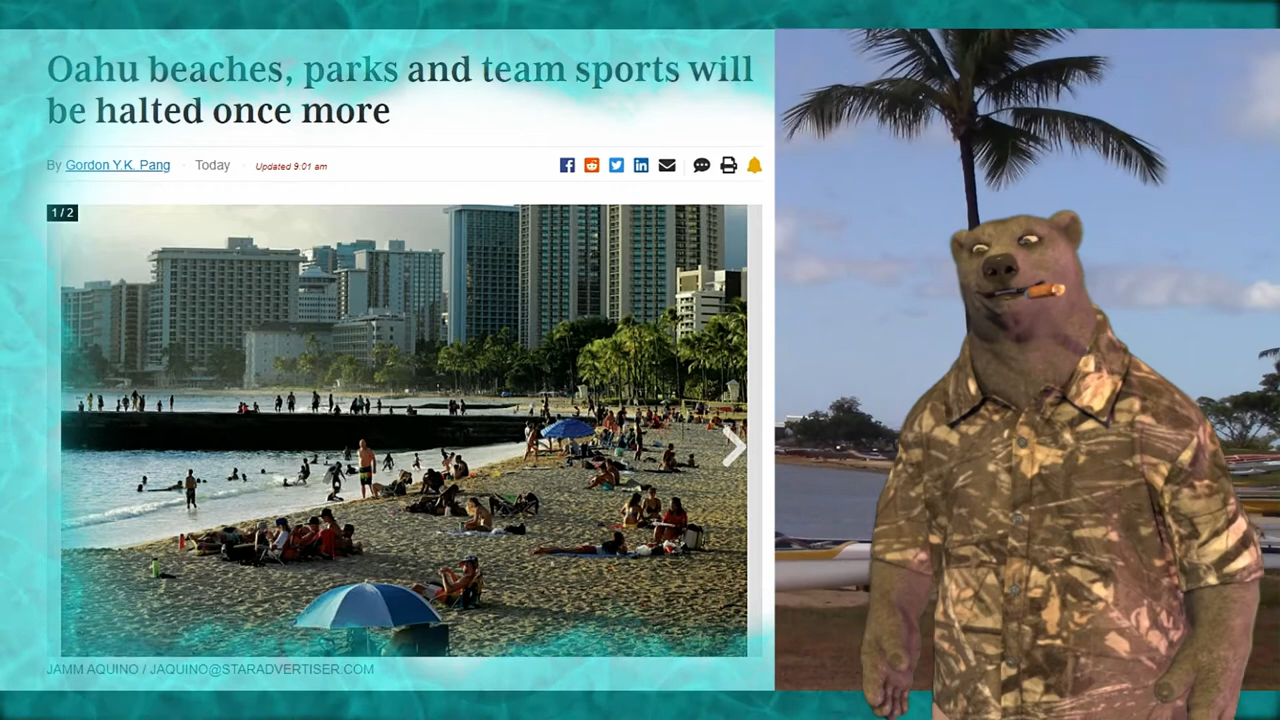 Oahu beaches, parks and team sports will
be halted once more
By Gordon Y.K. Pang · Today · Updated 9:01 am
1 / 2
JAMM AQUINO / JAQUINO@STARADVERTISER.COM